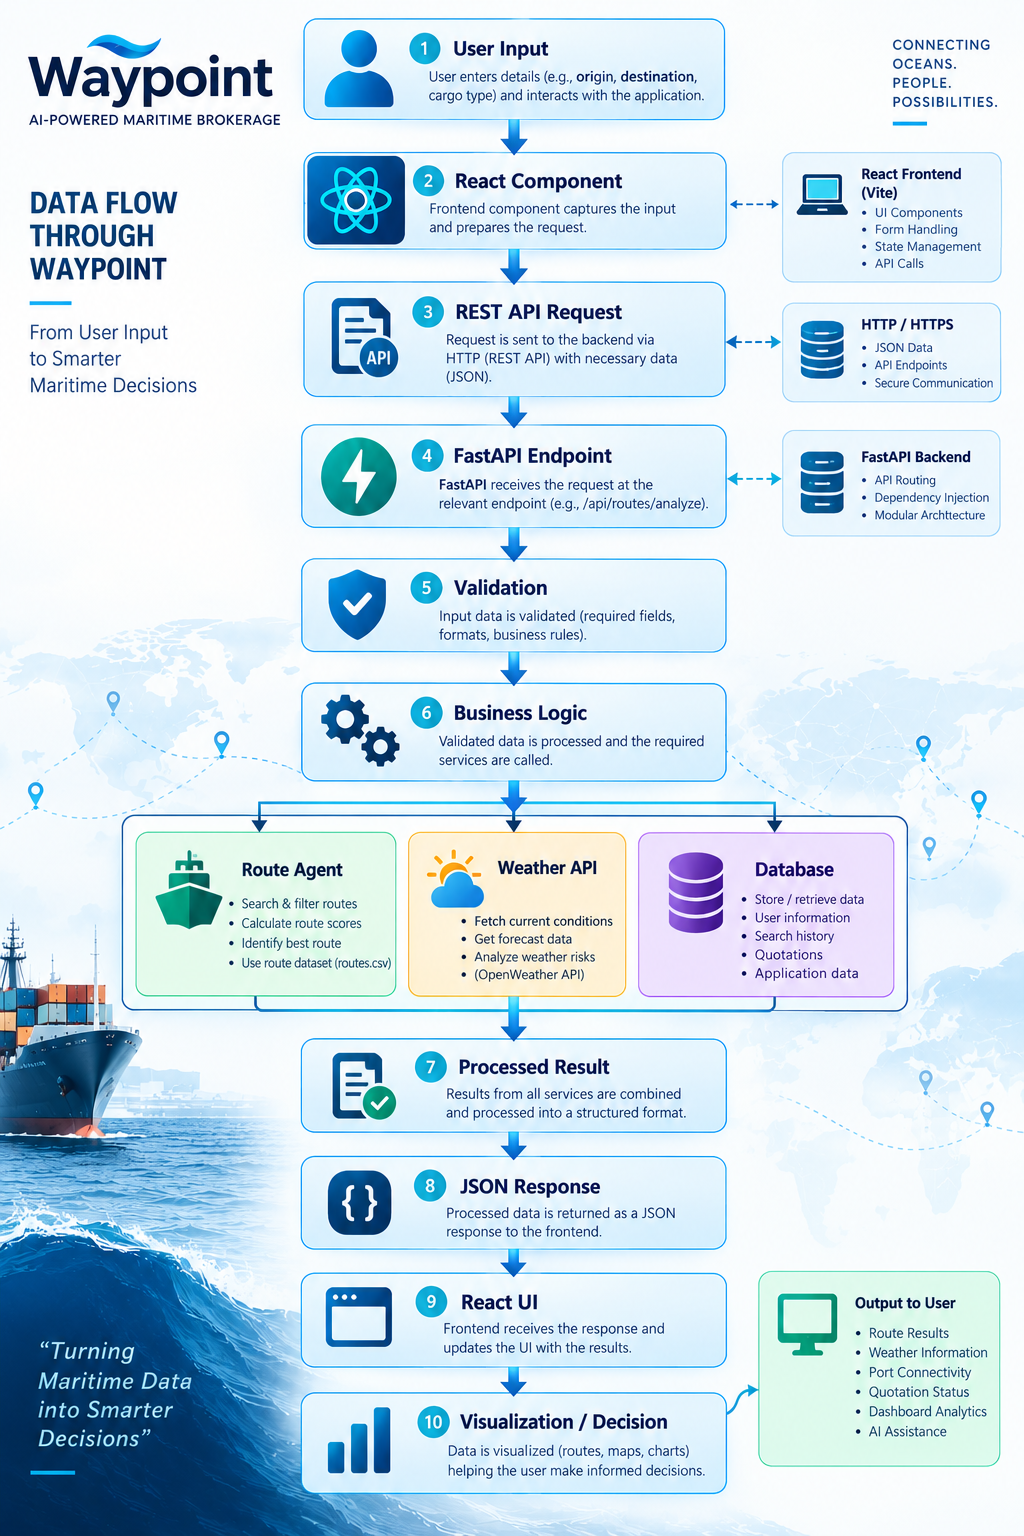 Waypoint
AI-POWERED MARITIME BROKERAGE
CONNECTING
OCEANS.
PEOPLE.
POSSIBILITIES.
DATA FLOW
THROUGH
WAYPOINT
From User Input
to Smarter
Maritime Decisions
1 User Input
User enters details (e.g., origin, destination,
cargo type) and interacts with the application.
2 React Component
Frontend component captures the input
and prepares the request.
React Frontend
(Vite)
• UI Components
• Form Handling
• State Management
• API Calls
API
3 REST API Request
Request is sent to the backend via
HTTP (REST API) with necessary data
(JSON).
HTTP / HTTPS
• JSON Data
• API Endpoints
• Secure Communication
4 FastAPI Endpoint
FastAPI receives the request at the
relevant endpoint (e.g., /api/routes/analyze).
FastAPI Backend
• API Routing
• Dependency Injection
• Modular Archttecture
5 Validation
Input data is validated (required fields,
formats, business rules).
6 Business Logic
Validated data is processed and the required
services are called.
Route Agent
• Search & filter routes
• Calculate route scores
• Identify best route
• Use route dataset (routes.csv)
Weather API
• Fetch current conditions
• Get forecast data
• Analyze weather risks
• (OpenWeather API)
Database
• Store / retrieve data
• User information
• Search history
• Quotations
• Application data
7 Processed Result
Results from all services are combined
and processed into a structured format.
{ }
8 JSON Response
Processed data is returned as a JSON
response to the frontend.
9 React UI
Frontend receives the response and
updates the UI with the results.
10 Visualization / Decision
Data is visualized (routes, maps, charts)
helping the user make informed decisions.
Output to User
• Route Results
• Weather Information
• Port Connectivity
• Quotation Status
• Dashboard Analytics
• AI Assistance
“Turning
Maritime Data
into Smarter
Decisions”